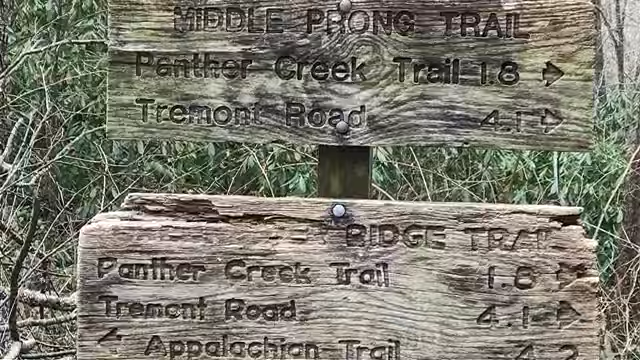 MIDDLE PRONG TRAIL
Panther Creek Trail 1.8 →
Tremont Road 4.1 →
RIDGE TRAIL
Panther Creek Trail 1.8 →
Tremont Road 4.1 →
Appalachian Trail